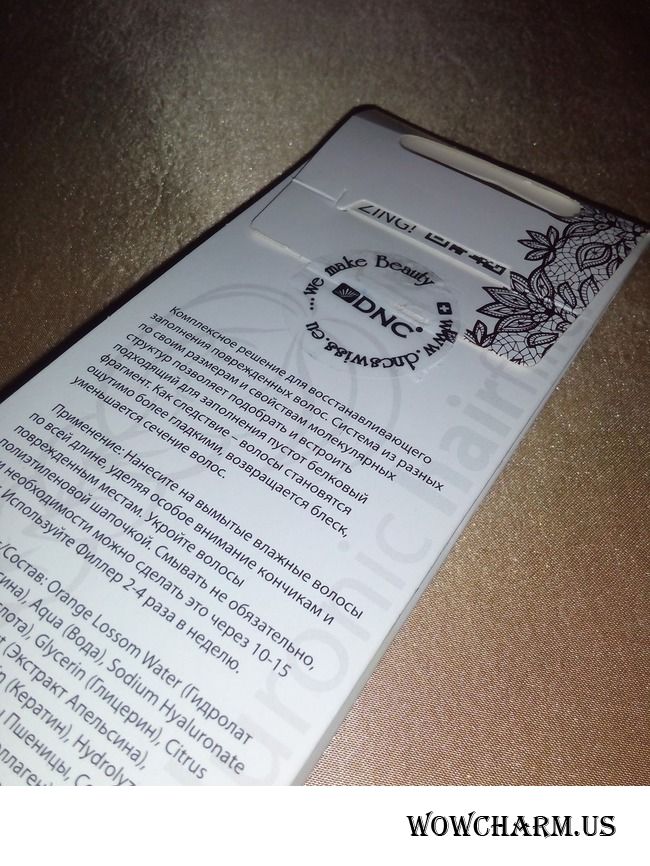 ZING!
...we make Beauty
DNC
www.dncswiss.eu
Комплексное решение для восстанавливающего
заполнения поврежденных волос. Система из разных
по своим размерам и свойствам молекулярных
структур позволяет подобрать и встроить
подходящий для заполнения пустот белковый
фрагмент. Как следствие – волосы становятся
ощутимо более гладкими, возвращается блеск,
уменьшается сечение волос.
Применение: Нанесите на вымытые влажные волосы
по всей длине, уделяя особое внимание кончикам и
поврежденным местам. Укройте волосы
полиэтиленовой шапочкой. Смывать не обязательно,
необходимости можно сделать это через 10-15
Используйте Филлер 2-4 раза в неделю.
/Состав: Orange Lossom Water (Гидролат
Aqua (Вода), Sodium Hyaluronate
Glycerin (Глицерин), Citrus
(Экстракт Апельсина),
(Кератин),
Пшеницы,
WOWCHARM.US